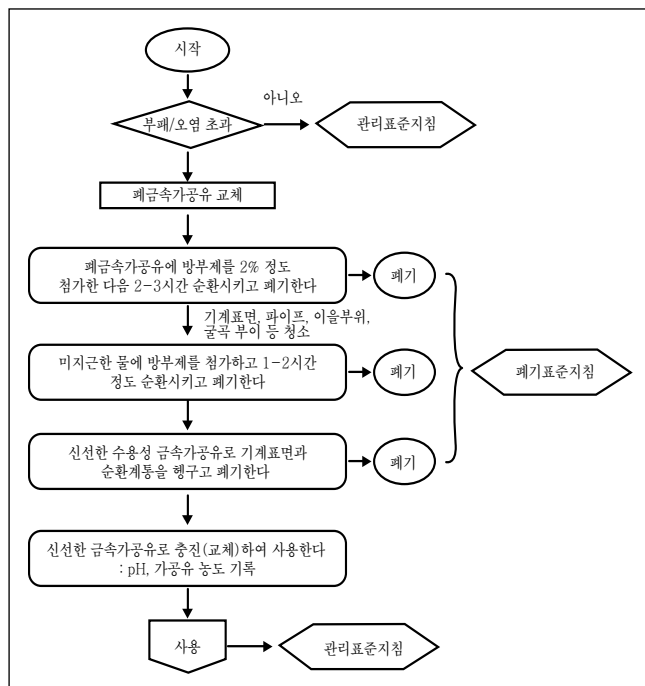 시작
아니오
부패/오염 초과
관리표준지침
폐금속가공유 교체
폐금속가공유에 방부제를 2% 정도
첨가한 다음 2-3시간 순환시키고 폐기한다
폐기
기계표면, 파이프, 이음부위,
굴곡 부이 등 청소
미지근한 물에 방부제를 첨가하고 1-2시간
정도 순환시키고 폐기한다
폐기
폐기표준지침
신선한 수용성 금속가공유로 기계표면과
순환계통을 헹구고 폐기한다
폐기
신선한 금속가공유로 충진(교체)하여 사용한다
: pH, 가공유 농도 기록
사용
관리표준지침